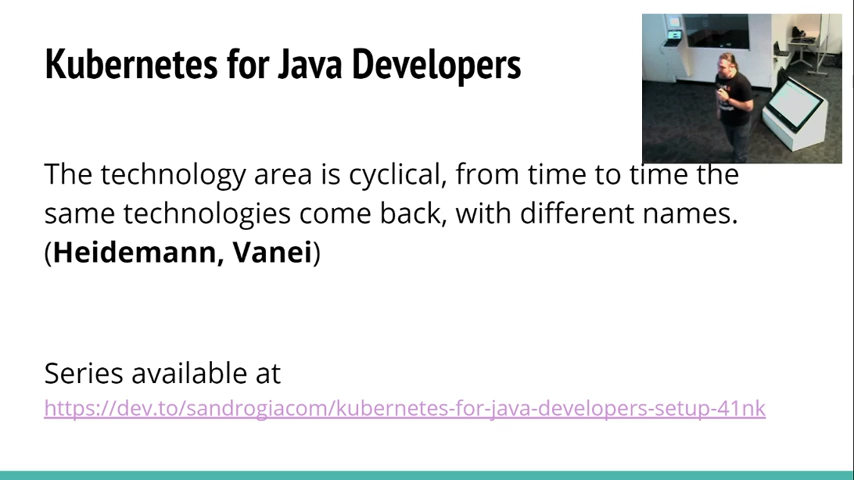 Kubernetes for Java Developers
The technology area is cyclical, from time to time the
same technologies come back, with different names.
(Heidemann, Vanei)
Series available at
https://dev.to/sandrogiacom/kubernetes-for-java-developers-setup-41nk